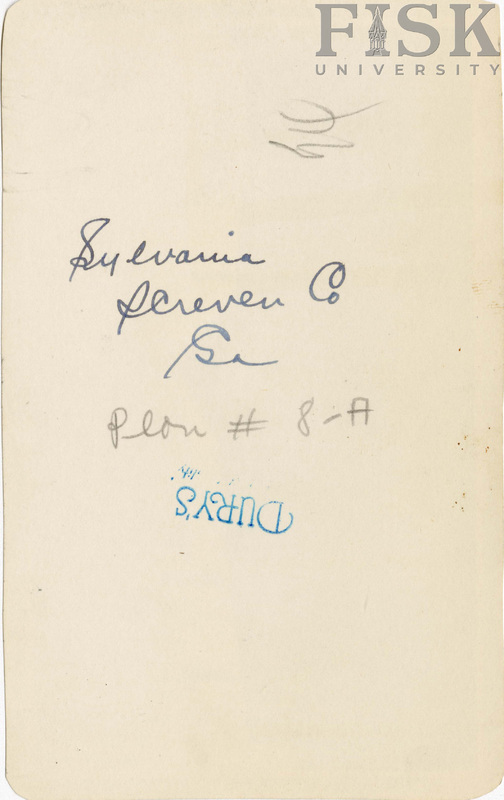 FISK
UNIVERSITY
Sylvania
Screven Co
Ga
Plan # 8-A
DURY'S